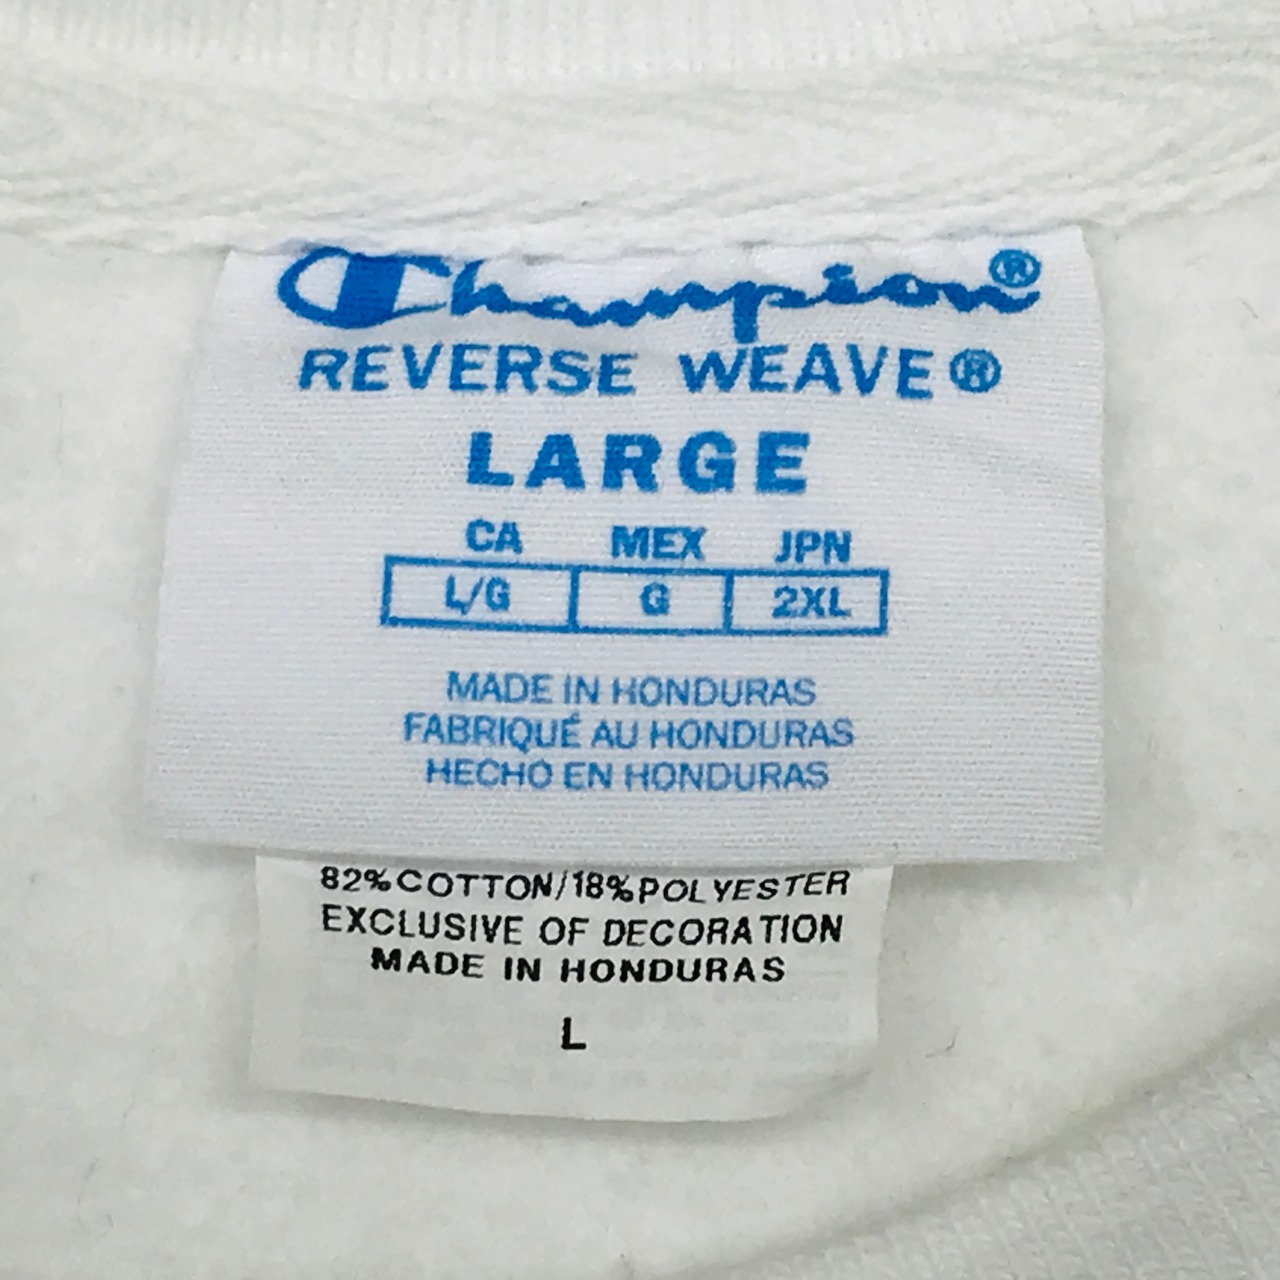 Champion®
REVERSE WEAVE®
LARGE
CA MEX JPN
L/G G 2XL
MADE IN HONDURAS
FABRIQUÉ AU HONDURAS
HECHO EN HONDURAS
82%COTTON/18%POLYESTER
EXCLUSIVE OF DECORATION
MADE IN HONDURAS
L